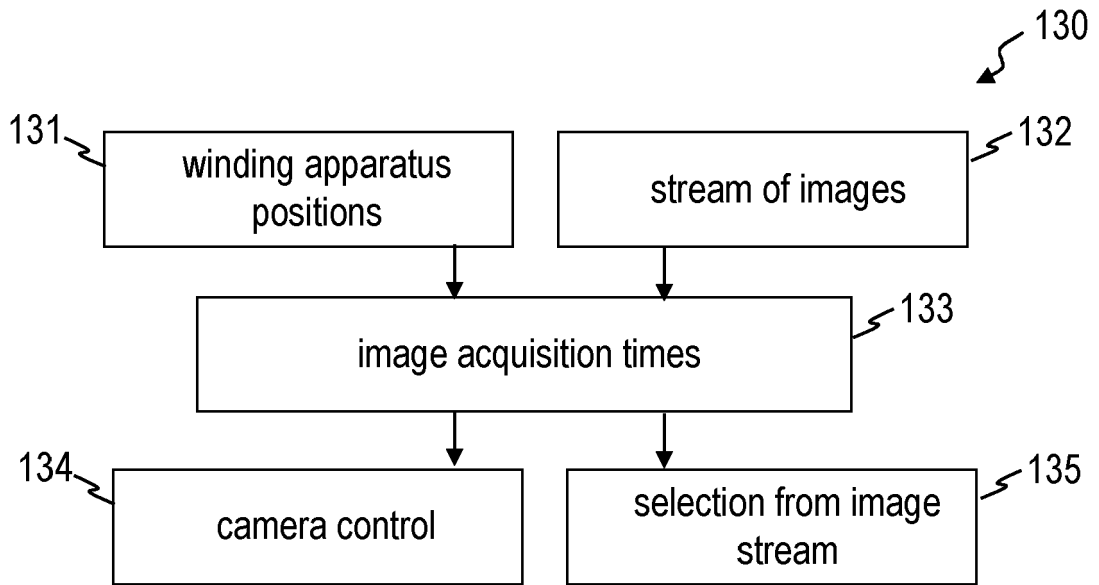 130
131
132
winding apparatus
positions
stream of images
133
image acquisition times
134
135
camera control
selection from image
stream